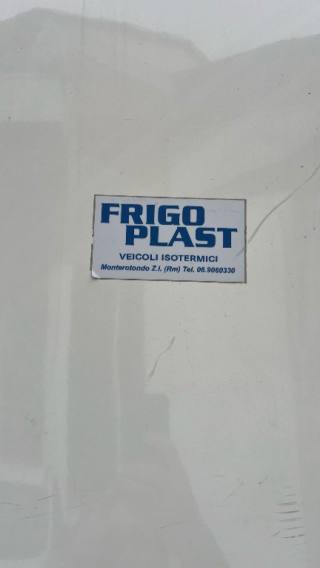 FRIGO
PLAST
VEICOLI ISOTERMICI
Monterotondo Z.I. (Rm) Tel. 06.9060330